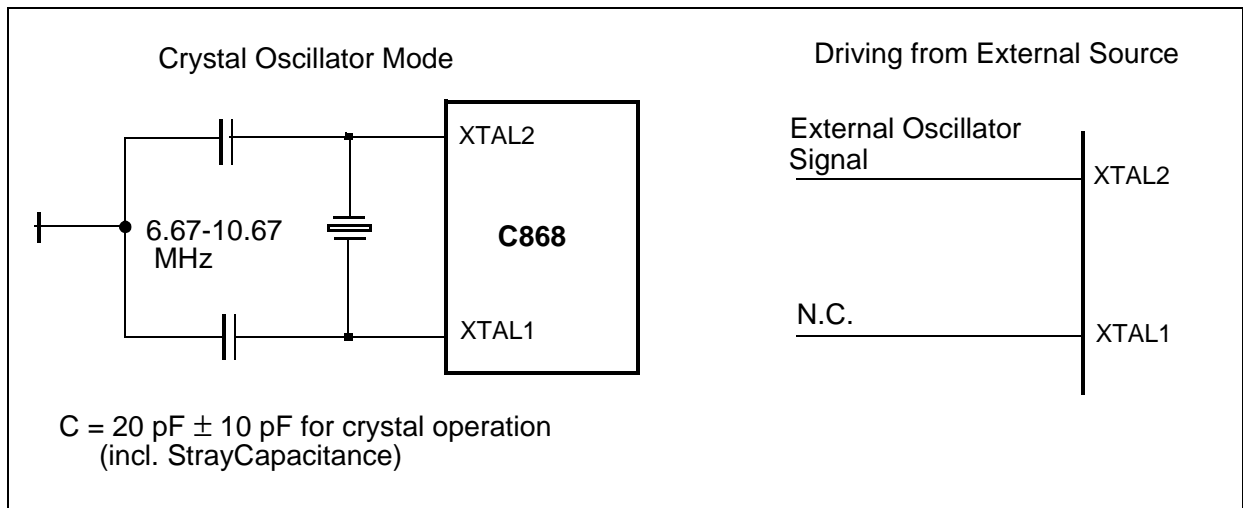 Crystal Oscillator Mode
XTAL2
6.67-10.67
MHz
C868
XTAL1
C = 20 pF ± 10 pF for crystal operation
(incl. StrayCapacitance)
Driving from External Source
External Oscillator
Signal
XTAL2
N.C.
XTAL1